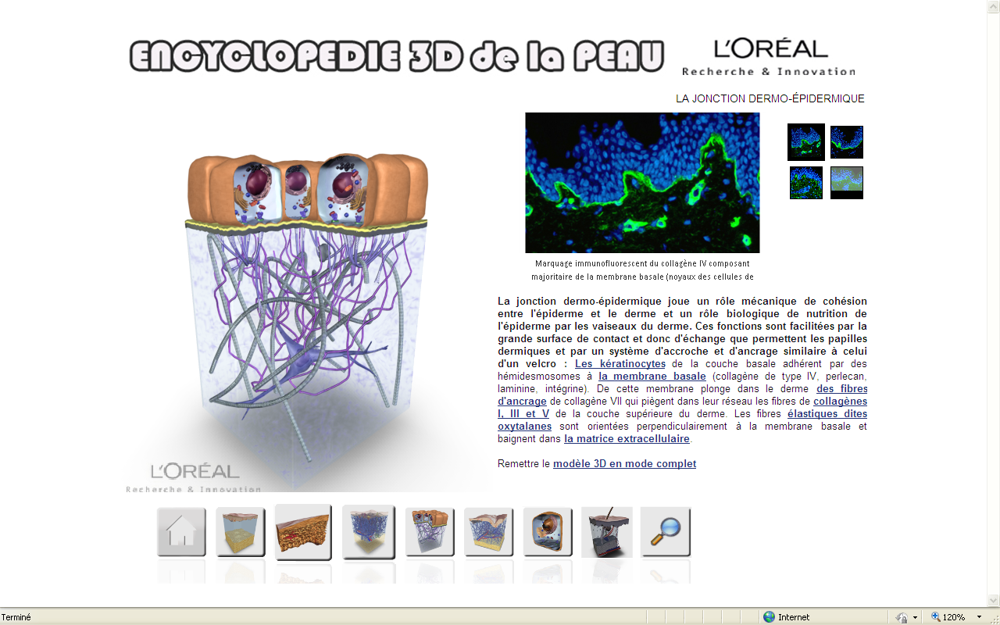 ENCYCLOPEDIE 3D de la PEAU
L'ORÉAL
Recherche & Innovation
LA JONCTION DERMO-ÉPIDERMIQUE
Marquage immunofluorescent du collagène IV composant
majoritaire de la membrane basale (noyaux des cellules de
La jonction dermo-épidermique joue un rôle mécanique de cohésion
entre l'épiderme et le derme et un rôle biologique de nutrition de
l'épiderme par les vaiseaux du derme. Ces fonctions sont facilitées par la
grande surface de contact et donc d'échange que permettent les papilles
dermiques et par un système d'accroche et d'ancrage similaire à celui
d'un velcro : Les kératinocytes de la couche basale adhérent par des
hémidesmosomes à la membrane basale (collagène de type IV, perlecan,
laminine, intégrine). De cette membrane plonge dans le derme des fibres
d'ancrage de collagène VII qui piègent dans leur réseau les fibres de collagènes
I, III et V de la couche supérieure du derme. Les fibres élastiques dites
oxytalanes sont orientées perpendiculairement à la membrane basale et
baignent dans la matrice extracellulaire.
Remettre le modèle 3D en mode complet
L'ORÉAL
Recherche & Innovation
Terminé
Internet
120%